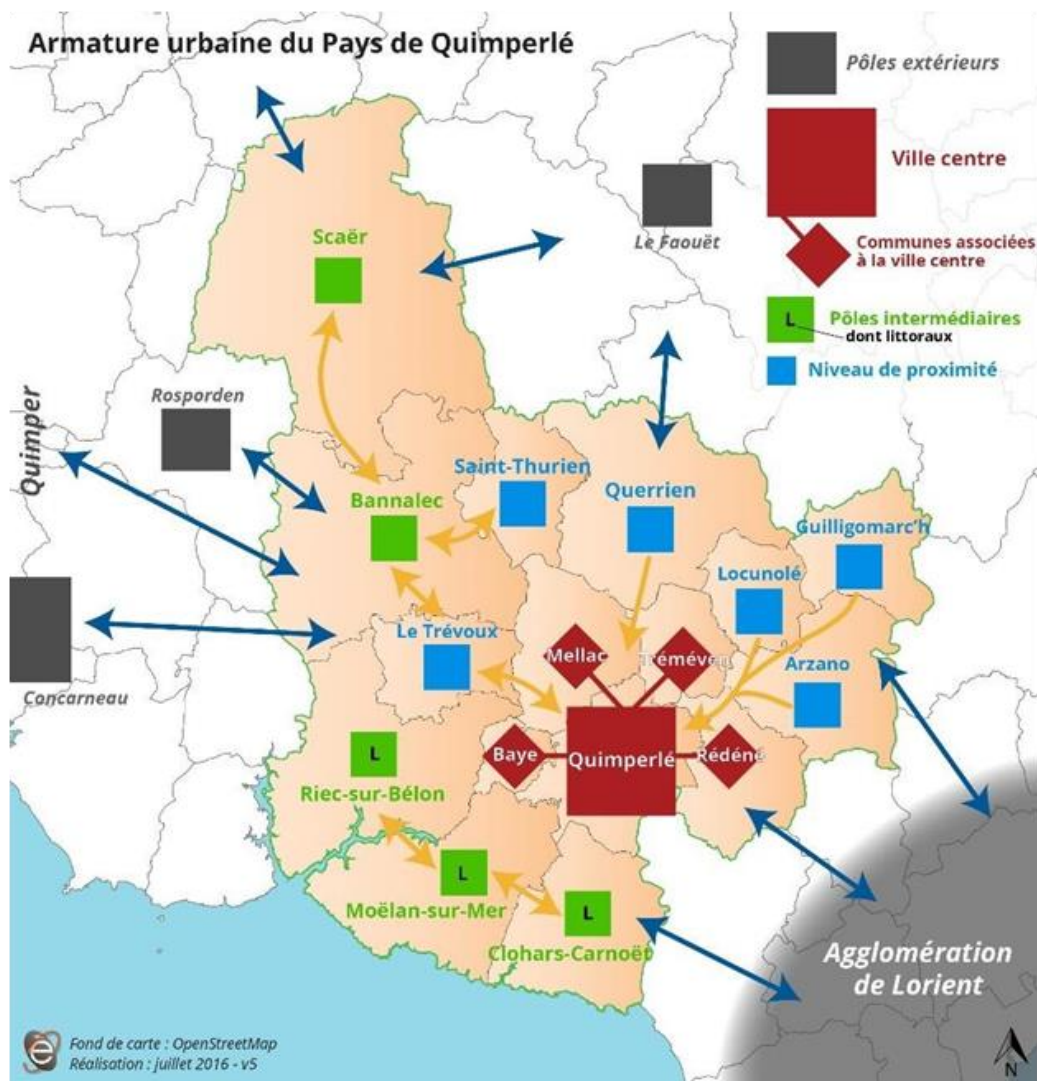 Armature urbaine du Pays de Quimperlé
Pôles extérieurs
Ville centre
Communes associées
à la ville centre
L
Pôles intermédiaires
dont littoraux
Niveau de proximité
Le Faouët
Scaër
Rosporden
Quimper
Bannalec
Saint-Thurien
Querrien
Guilligomarc'h
Locunolé
Le Trévoux
Mellac
Tréméven
Arzano
Concarneau
Baye
Quimperlé
Rédéné
L
Riec-sur-Bélon
L
Moëlan-sur-Mer
L
Clohars-Carnoët
Agglomération
de Lorient
e
Fond de carte : OpenStreetMap
Réalisation : juillet 2016 - v5
N